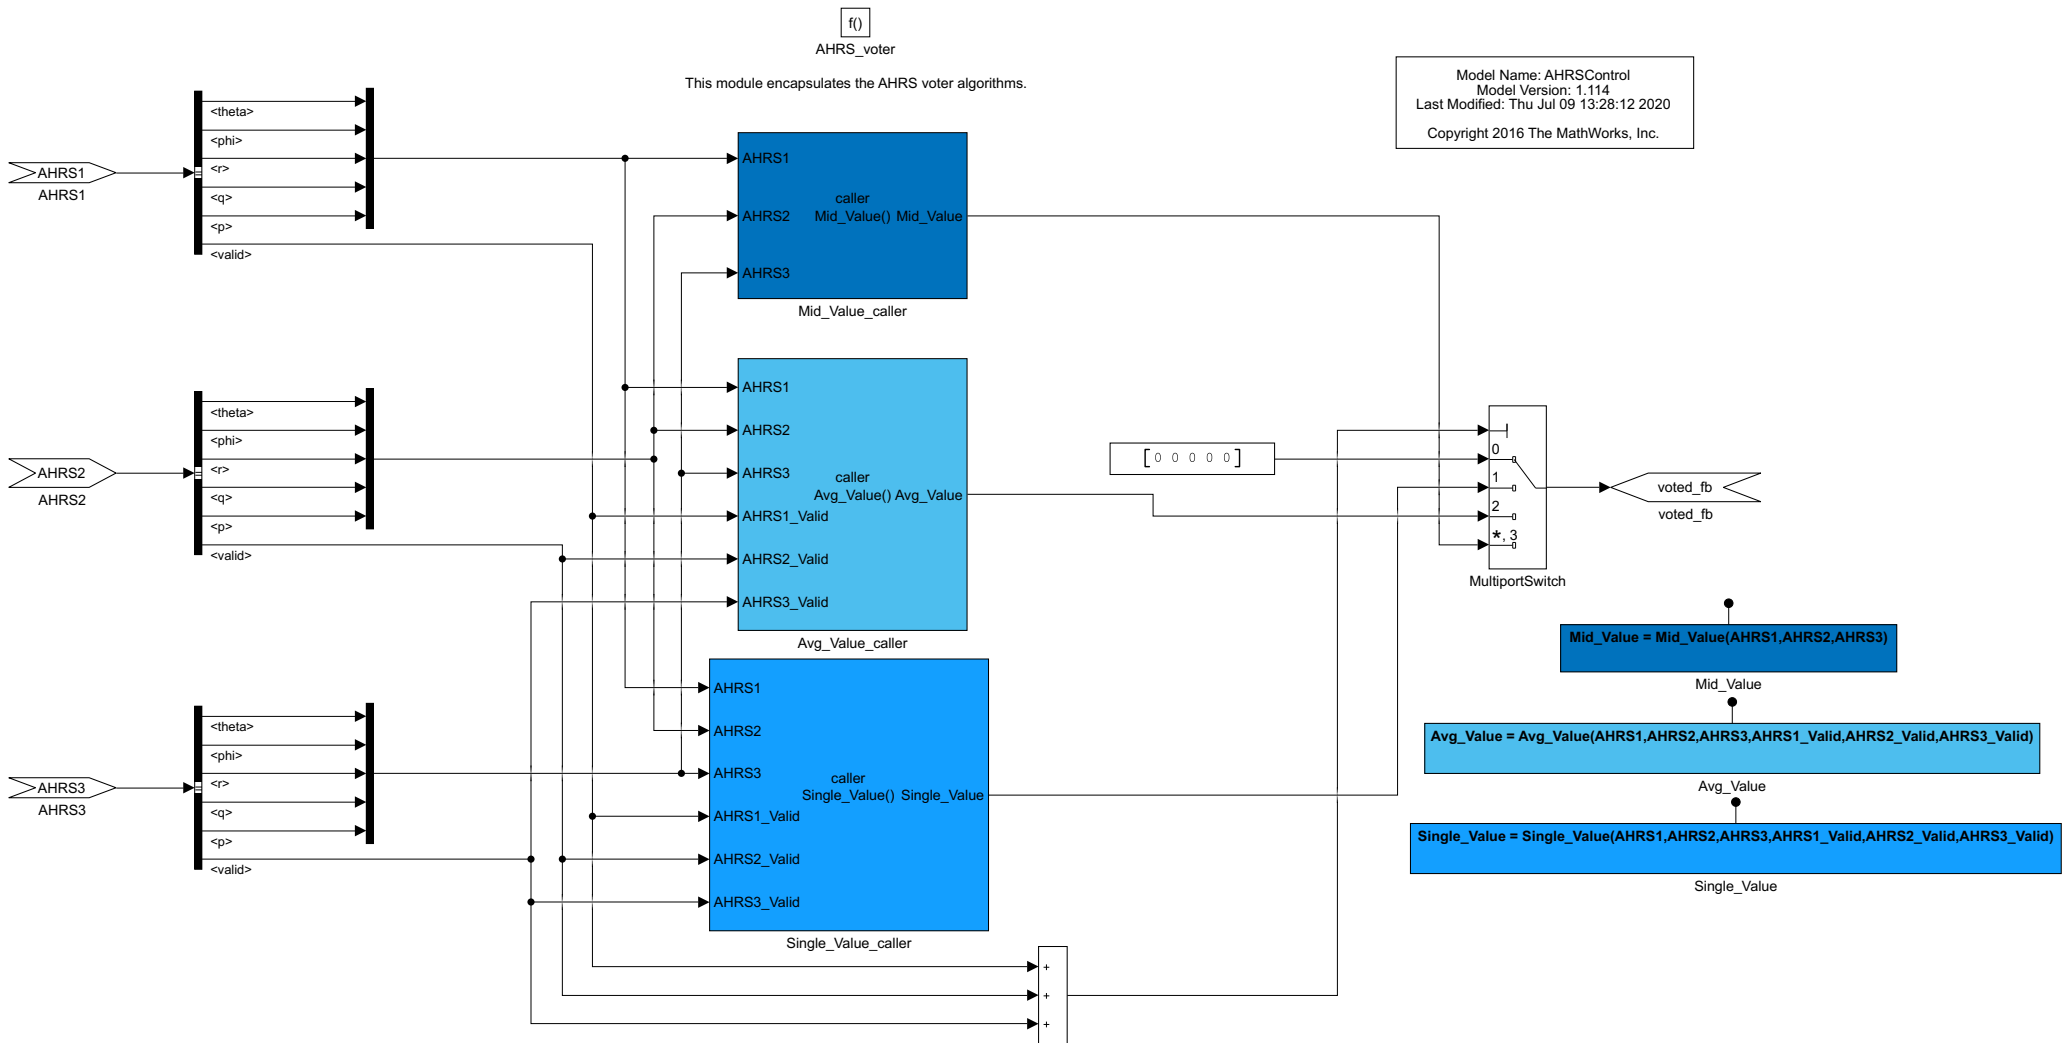 f()
AHRS_voter
This module encapsulates the AHRS voter algorithms.
Model Name: AHRSControl
Model Version: 1.114
Last Modified: Thu Jul 09 13:28:12 2020
Copyright 2016 The MathWorks, Inc.
AHRS1
AHRS1
<theta>
<phi>
<r>
<q>
<p>
<valid>
AHRS1
AHRS2
AHRS3
caller
Mid_Value() Mid_Value
Mid_Value_caller
AHRS2
AHRS2
<theta>
<phi>
<r>
<q>
<p>
<valid>
AHRS1
AHRS2
AHRS3
AHRS1_Valid
AHRS2_Valid
AHRS3_Valid
caller
Avg_Value() Avg_Value
Avg_Value_caller
[0 0 0 0 0]
0
1
2
*, 3
MultiportSwitch
voted_fb
voted_fb
AHRS3
AHRS3
<theta>
<phi>
<r>
<q>
<p>
<valid>
AHRS1
AHRS2
AHRS3
AHRS1_Valid
AHRS2_Valid
AHRS3_Valid
caller
Single_Value() Single_Value
Single_Value_caller
+
+
+
Mid_Value = Mid_Value(AHRS1,AHRS2,AHRS3)
Mid_Value
Avg_Value = Avg_Value(AHRS1,AHRS2,AHRS3,AHRS1_Valid,AHRS2_Valid,AHRS3_Valid)
Avg_Value
Single_Value = Single_Value(AHRS1,AHRS2,AHRS3,AHRS1_Valid,AHRS2_Valid,AHRS3_Valid)
Single_Value